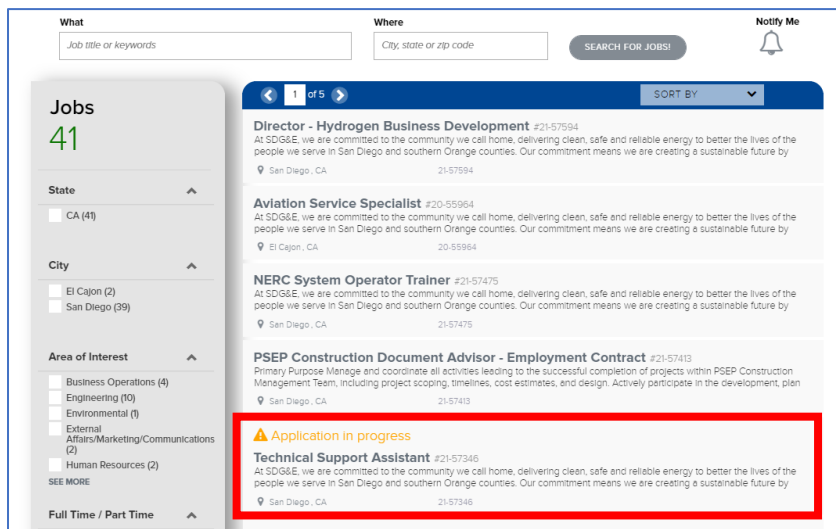 What
Where
Notify Me
Job title or keywords
City, state or zip code
SEARCH FOR JOBS!
Jobs
41
State
CA (41)
City
El Cajon (2)
San Diego (39)
Area of Interest
Business Operations (4)
Engineering (10)
Environmental (1)
External
Affairs/Marketing/Communications
(2)
Human Resources (2)
SEE MORE
Full Time / Part Time
1 of 5
SORT BY
Director - Hydrogen Business Development #21-57594
At SDG&E, we are committed to the community we call home, delivering clean, safe and reliable energy to better the lives of the
people we serve in San Diego and southern Orange counties. Our commitment means we are creating a sustainable future by
San Diego , CA 21-57594
Aviation Service Specialist #20-55964
At SDG&E, we are committed to the community we call home, delivering clean, safe and reliable energy to better the lives of the
people we serve in San Diego and southern Orange counties. Our commitment means we are creating a sustainable future by
El Cajon , CA 20-55964
NERC System Operator Trainer #21-57475
At SDG&E, we are committed to the community we call home, delivering clean, safe and reliable energy to better the lives of the
people we serve in San Diego and southern Orange counties. Our commitment means we are creating a sustainable future by
San Diego , CA 21-57475
PSEP Construction Document Advisor - Employment Contract #21-57413
Primary Purpose Manage and coordinate all activities leading to the successful completion of projects within PSEP Construction
Management Team, including project scoping, timelines, cost estimates, and design. Actively participate in the development, plan
San Diego , CA 21-57413
Application in progress
Technical Support Assistant #21-57346
At SDG&E, we are committed to the community we call home, delivering clean, safe and reliable energy to better the lives of the
people we serve in San Diego and southern Orange counties. Our commitment means we are creating a sustainable future by
San Diego , CA 21-57346